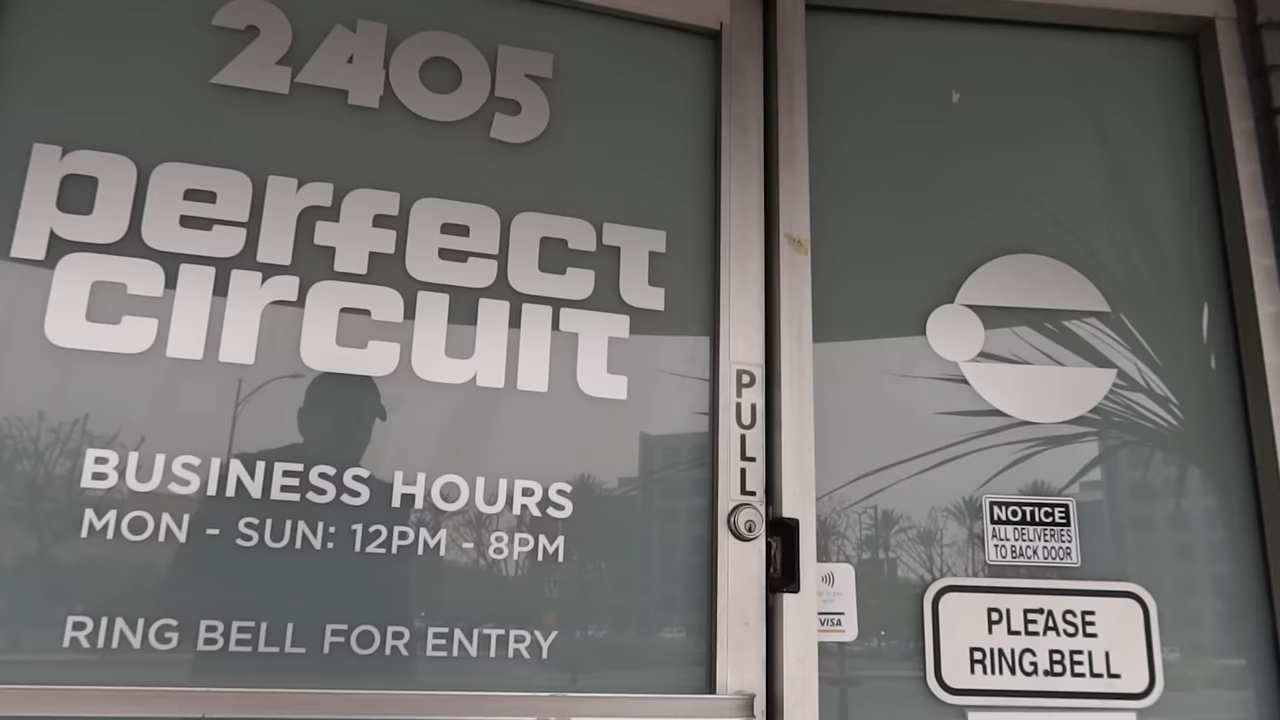 2405
perfect
circuit
BUSINESS HOURS
MON - SUN: 12PM - 8PM
RING BELL FOR ENTRY
PULL
VISA
NOTICE
ALL DELIVERIES
TO BACK DOOR
PLEASE
RING BELL